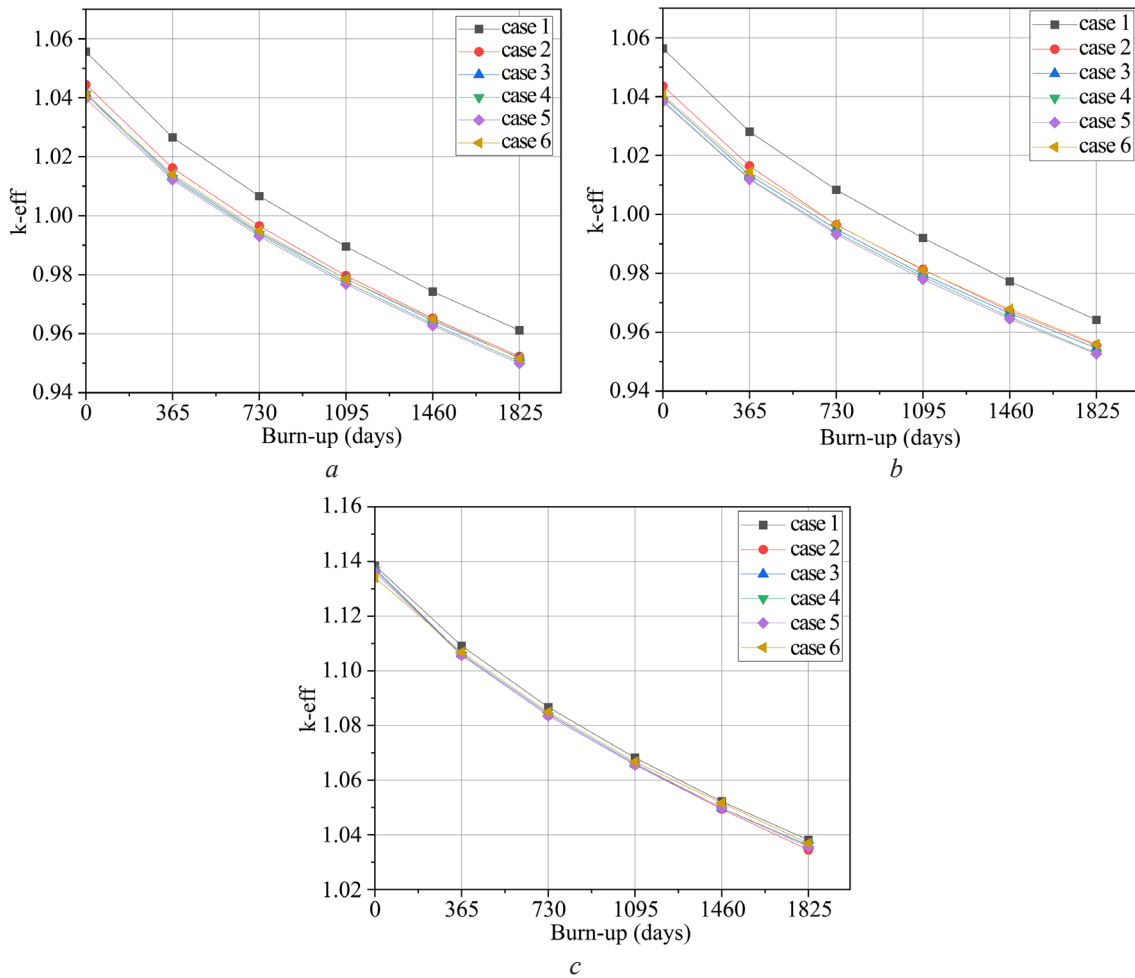 1.06
1.04
1.02
1.00
0.98
0.96
0.94
k-eff
0 365 730 1095 1460 1825
Burn-up (days)
case 1
case 2
case 3
case 4
case 5
case 6
a
1.06
1.04
1.02
1.00
0.98
0.96
0.94
k-eff
0 365 730 1095 1460 1825
Burn-up (days)
case 1
case 2
case 3
case 4
case 5
case 6
b
1.16
1.14
1.12
1.10
1.08
1.06
1.04
1.02
k-eff
0 365 730 1095 1460 1825
Burn-up (days)
case 1
case 2
case 3
case 4
case 5
case 6
c